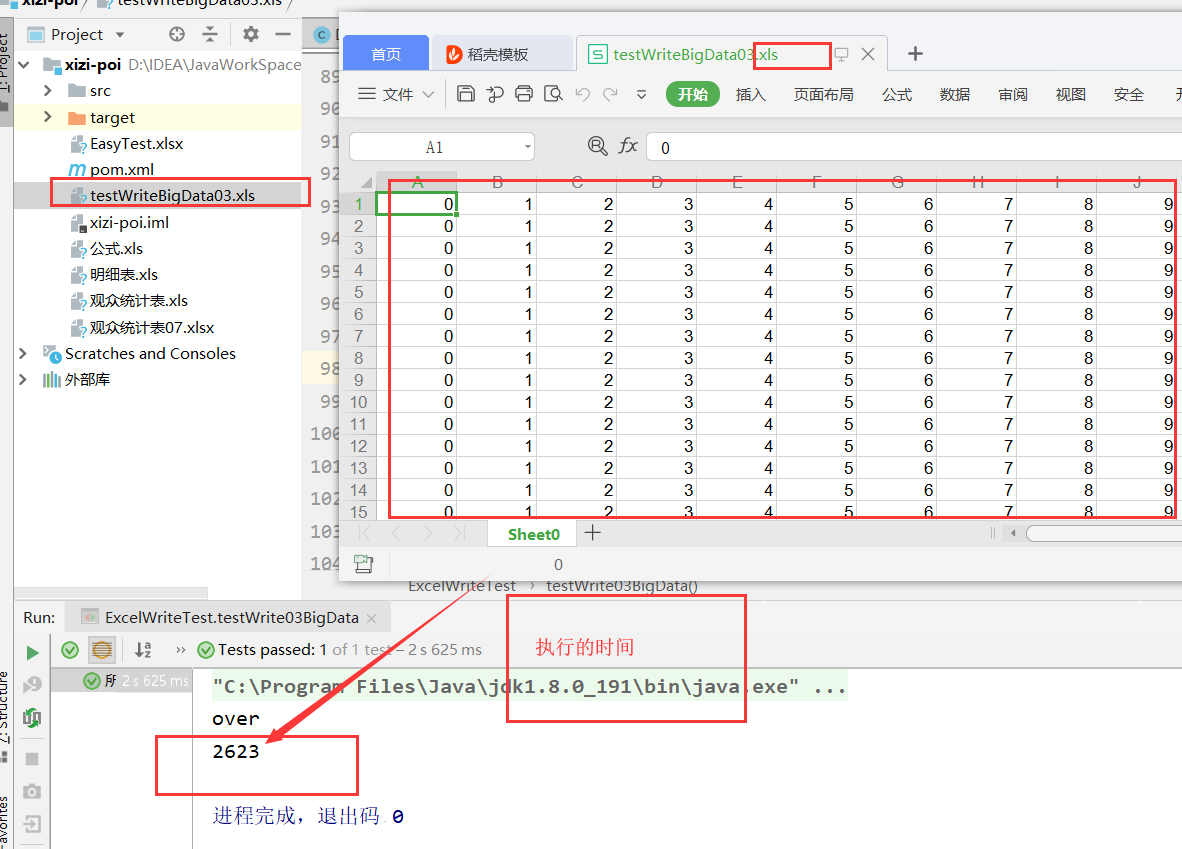 xizi-poi testWriteBigData03.xls
Project
xizi-poi D:\IDEA\JavaWorkSpace
src
target
EasyTest.xlsx
pom.xml
testWriteBigData03.xls
xizi-poi.iml
公式.xls
明细表.xls
观众统计表.xls
观众统计表07.xlsx
Scratches and Consoles
外部库
1: Project
89
90
91
92
93
94
95
96
97
98
99
100
101
102
103
104
首页 稻壳模板 testWriteBigData03.xls
文件 开始 插入 页面布局 公式 数据 审阅 视图 安全
A1 fx 0
A B C D E F G H I J
1 0 1 2 3 4 5 6 7 8 9
2 0 1 2 3 4 5 6 7 8 9
3 0 1 2 3 4 5 6 7 8 9
4 0 1 2 3 4 5 6 7 8 9
5 0 1 2 3 4 5 6 7 8 9
6 0 1 2 3 4 5 6 7 8 9
7 0 1 2 3 4 5 6 7 8 9
8 0 1 2 3 4 5 6 7 8 9
9 0 1 2 3 4 5 6 7 8 9
10 0 1 2 3 4 5 6 7 8 9
11 0 1 2 3 4 5 6 7 8 9
12 0 1 2 3 4 5 6 7 8 9
13 0 1 2 3 4 5 6 7 8 9
14 0 1 2 3 4 5 6 7 8 9
15 0 1 2 3 4 5 6 7 8 9
Sheet0
0
ExcelWriteTest › testWrite03BigData()
Run: ExcelWriteTest.testWrite03BigData
Tests passed: 1 of 1 test – 2 s 625 ms
所 2 s 625 ms
执行的时间
"C:\Program Files\Java\jdk1.8.0_191\bin\java.exe" ...
over
2623
进程完成，退出码 0
Z: Structure
Favorites